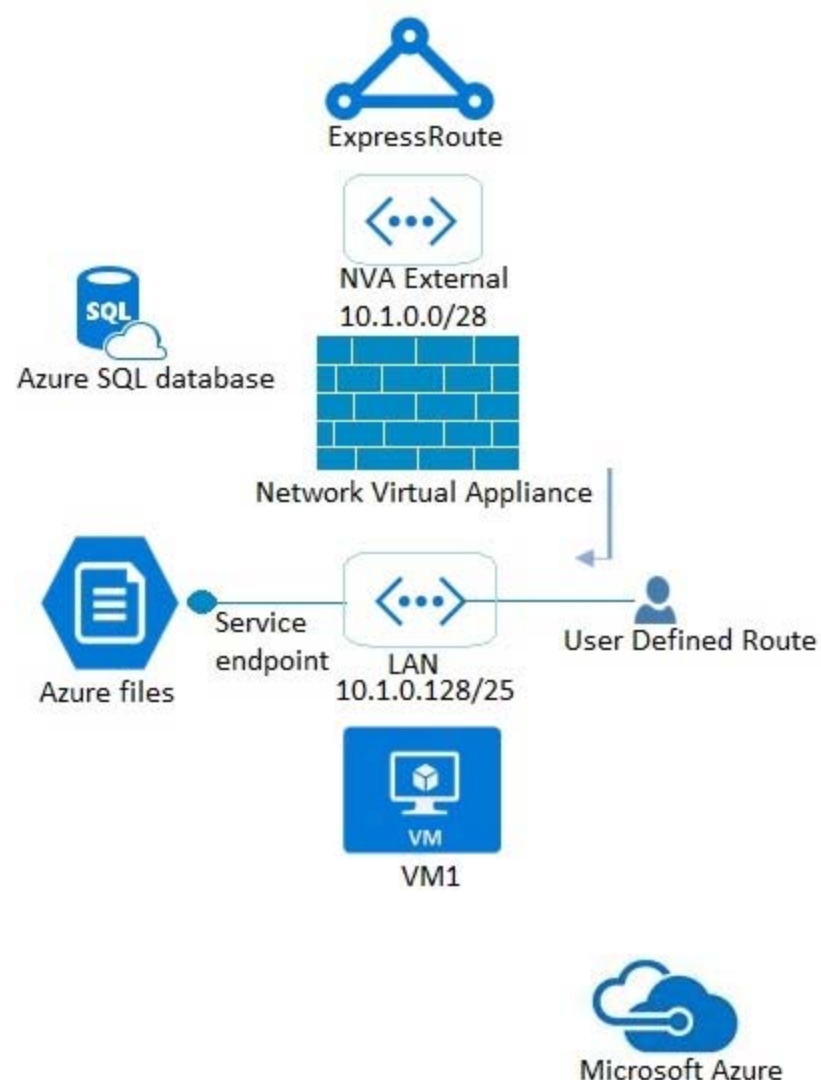 ExpressRoute
NVA External
10.1.0.0/28
SQL
Azure SQL database
Network Virtual Appliance
Service
endpoint
User Defined Route
LAN
10.1.0.128/25
Azure files
VM
VM1
Microsoft Azure